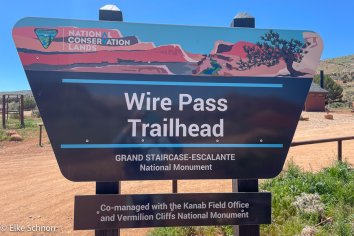 NATIONAL
CONSERVATION
LANDS
Wire Pass
Trailhead
GRAND STAIRCASE-ESCALANTE
National Monument
Co-managed with the Kanab Field Office
and Vermilion Cliffs National Monument
© Elke Schnorr